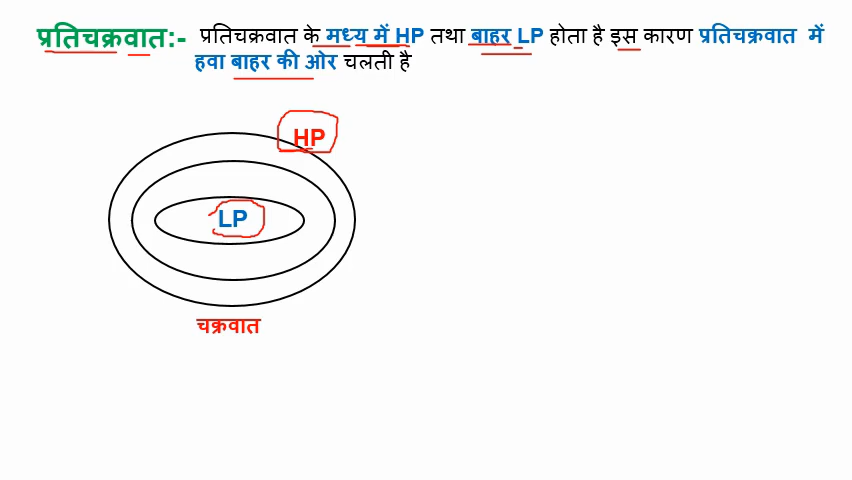 प्रतिचक्रवात:- प्रतिचक्रवात के मध्य में HP तथा बाहर LP होता है इस कारण प्रतिचक्रवात में
हवा बाहर की ओर चलती है
HP
LP
चक्रवात